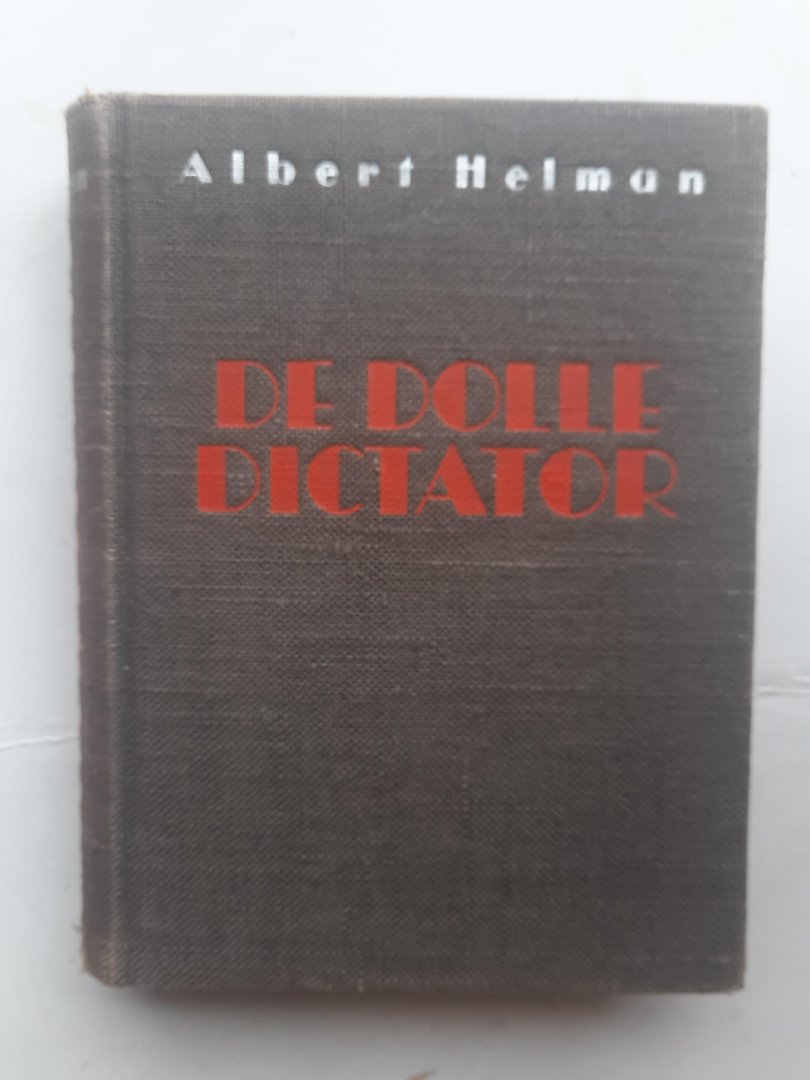 Albert Helman
DE DOLLE
DICTATOR